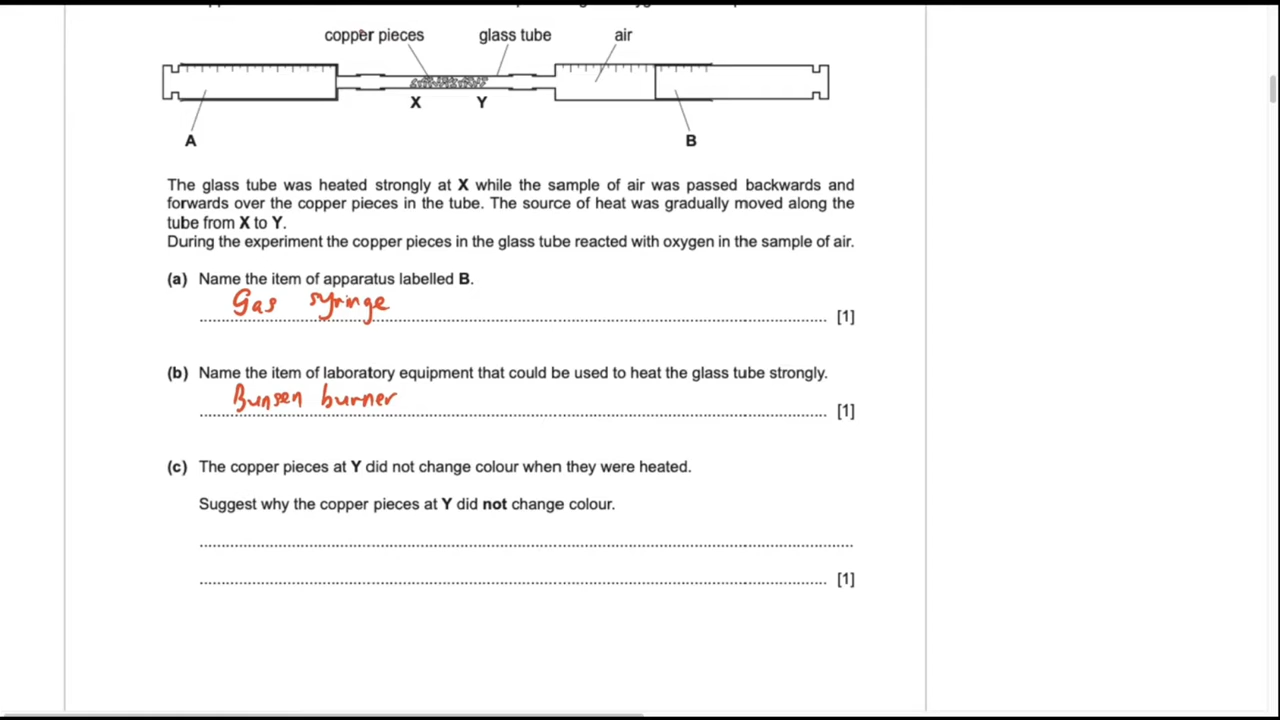 copper pieces glass tube air
X Y
A B
The glass tube was heated strongly at X while the sample of air was passed backwards and
forwards over the copper pieces in the tube. The source of heat was gradually moved along the
tube from X to Y.
During the experiment the copper pieces in the glass tube reacted with oxygen in the sample of air.
(a) Name the item of apparatus labelled B.
Gas syringe
[1]
(b) Name the item of laboratory equipment that could be used to heat the glass tube strongly.
Bunsen burner
[1]
(c) The copper pieces at Y did not change colour when they were heated.
Suggest why the copper pieces at Y did not change colour.
[1]